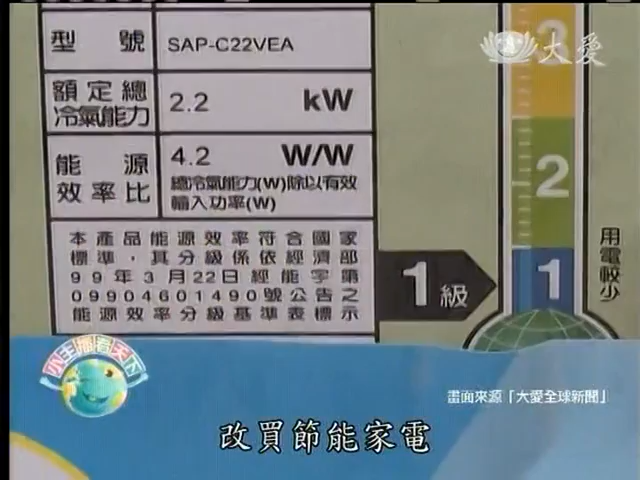 大愛
型號 SAP-C22VEA
額定總
冷氣能力 2.2 kW
能源
效率比 4.2 W/W
總冷氣能力(W)除以有效
輸入功率(W)
本產品能源效率符合國家
標準，其分級係依經濟部
99年3月22日經能字第
09904601490號公告之
能源效率分級基準表標示
1級
3
2
1
用電較少
小主播看天下
畫面來源「大愛全球新聞」
改買節能家電